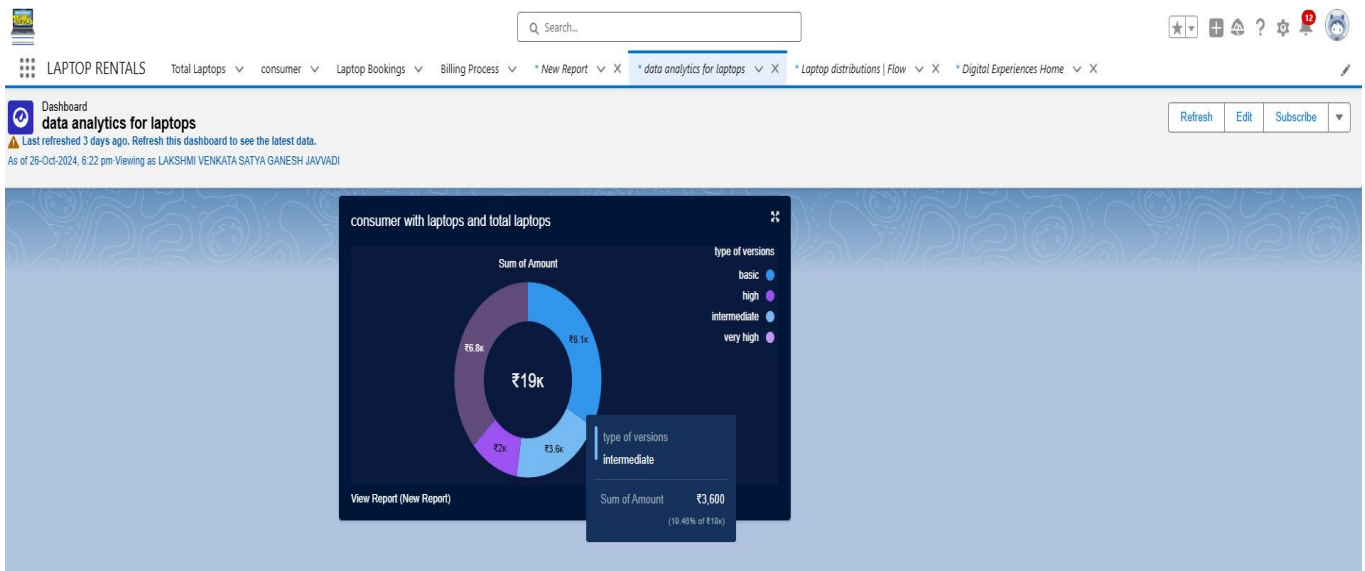 Search...
12
LAPTOP RENTALS Total Laptops consumer Laptop Bookings Billing Process * New Report * data analytics for laptops * Laptop distributions | Flow * Digital Experiences Home
Dashboard
data analytics for laptops
Last refreshed 3 days ago. Refresh this dashboard to see the latest data.
As of 26-Oct-2024, 6:22 pm·Viewing as LAKSHMI VENKATA SATYA GANESH JAVVADI
Refresh Edit Subscribe
consumer with laptops and total laptops
type of versions
basic
high
intermediate
very high
Sum of Amount
₹6.1K
₹6.8K
₹19K
₹2K
₹3.6K
type of versions
intermediate
Sum of Amount ₹3,600
(19.46% of ₹19K)
View Report (New Report)